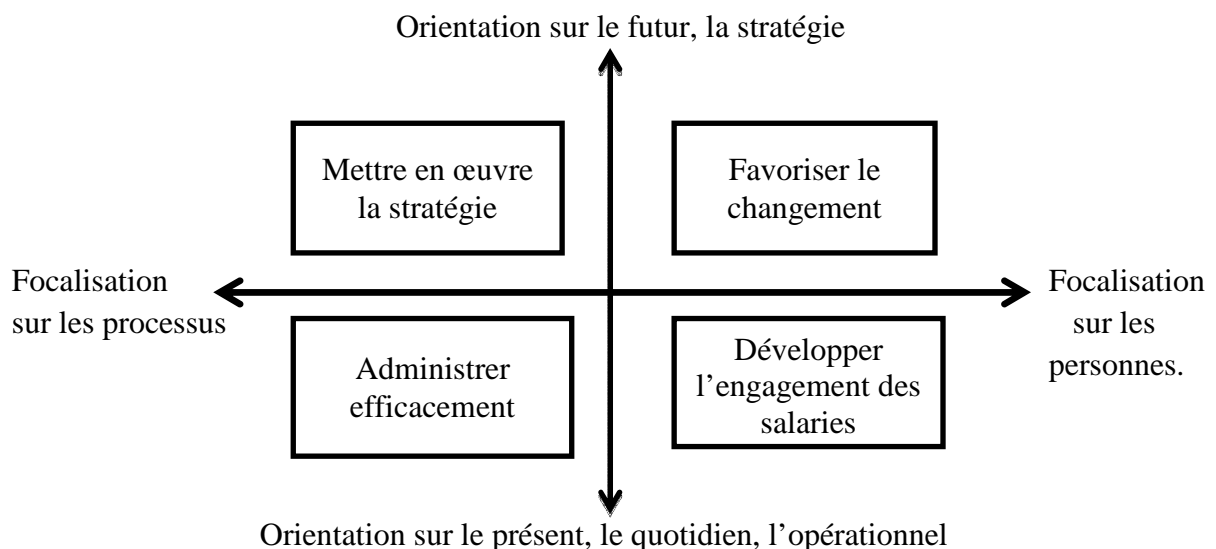 Orientation sur le futur, la stratégie
Mettre en œuvre
la stratégie
Favoriser le
changement
Focalisation
sur les processus
Focalisation
sur les
personnes.
Administrer
efficacement
Développer
l’engagement des
salaries
Orientation sur le présent, le quotidien, l’opérationnel